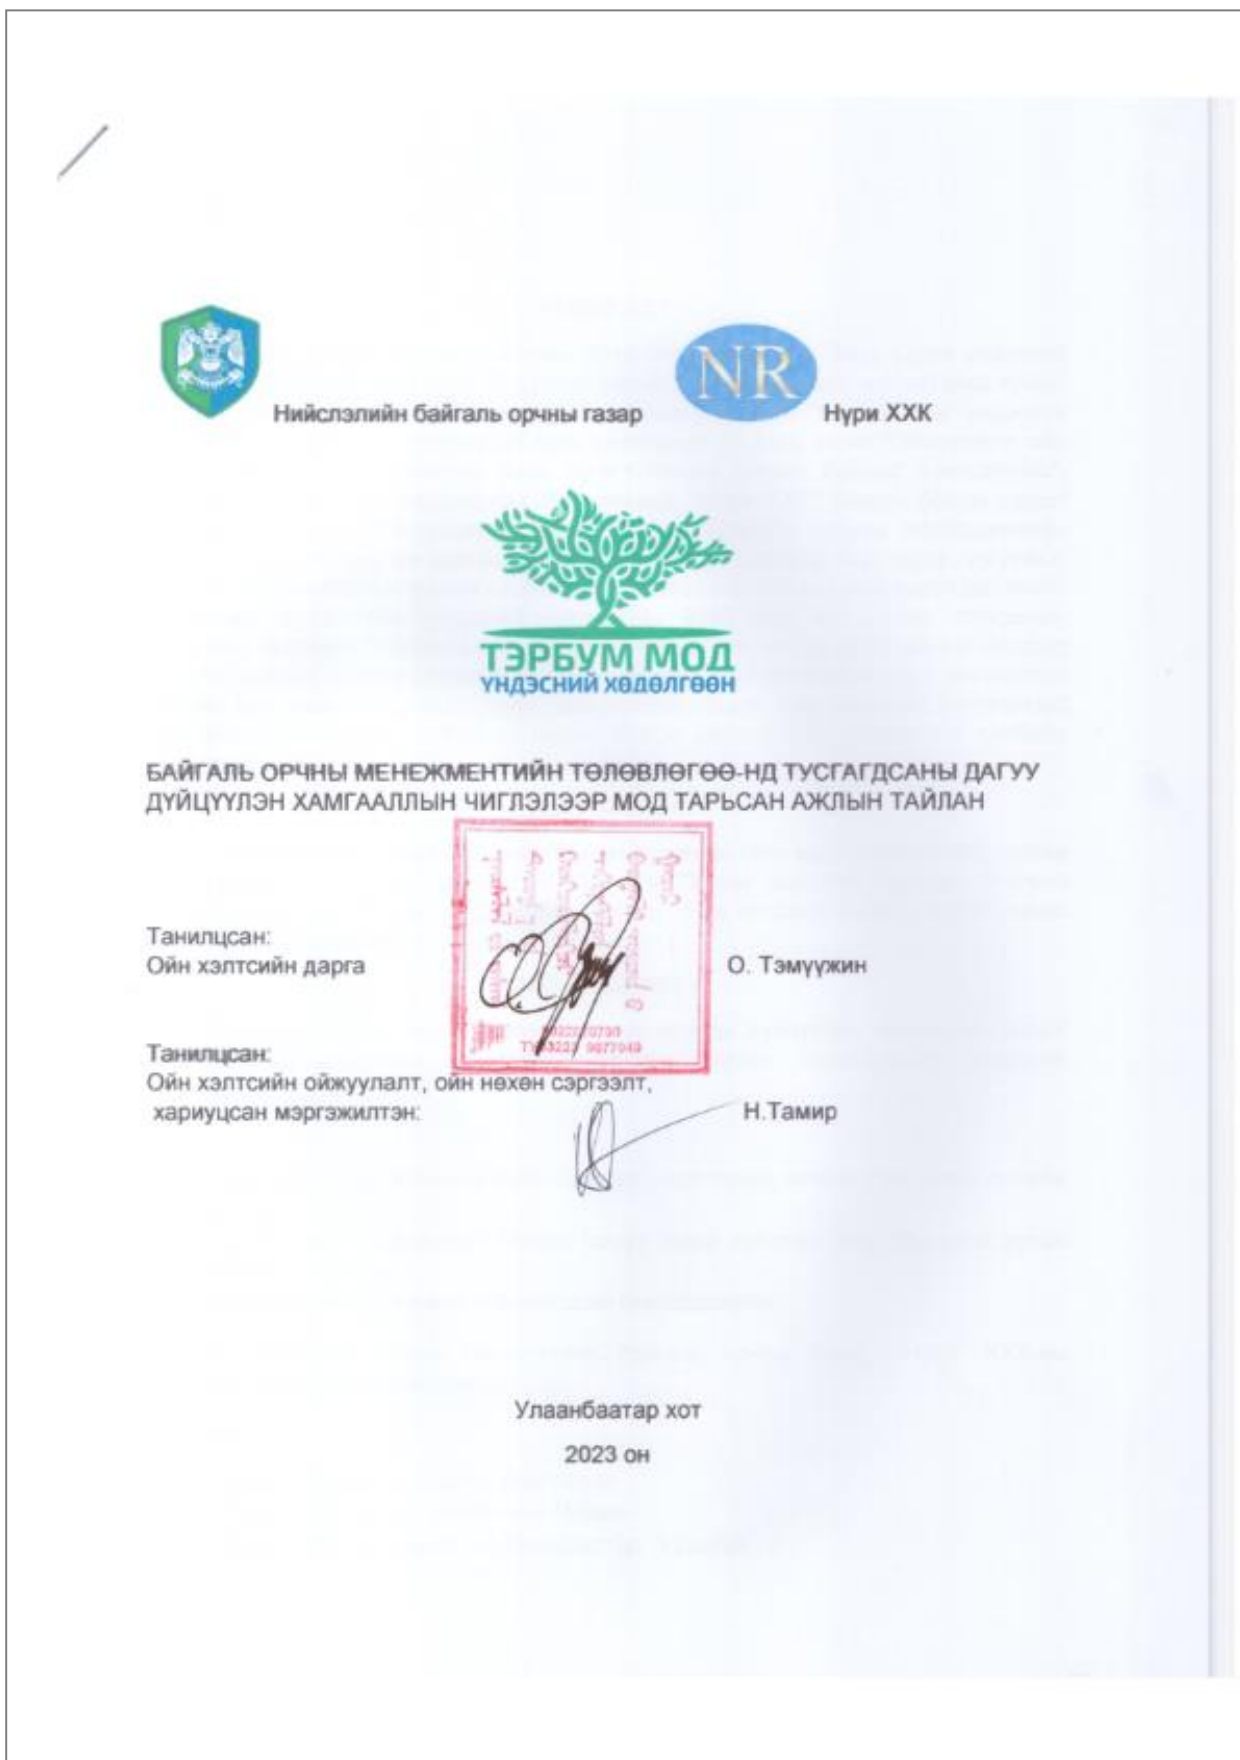 Нийслэлийн байгаль орчны газар
NR
Нүри ХХК
ТЭРБУМ МОД
ҮНДЭСНИЙ ХӨДӨЛГӨӨН
БАЙГАЛЬ ОРЧНЫ МЕНЕЖМЕНТИЙН ТӨЛӨВЛӨГӨӨ-НД ТУСГАГДСАНЫ ДАГУУ
ДҮЙЦҮҮЛЭН ХАМГААЛЛЫН ЧИГЛЭЛЭЭР МОД ТАРЬСАН АЖЛЫН ТАЙЛАН
Танилцсан:
Ойн хэлтсийн дарга
О. Тэмүүжин
Танилцсан:
Ойн хэлтсийн ойжуулалт, ойн нөхөн сэргээлт,
хариуцсан мэргэжилтэн:
Н.Тамир
Улаанбаатар хот
2023 он